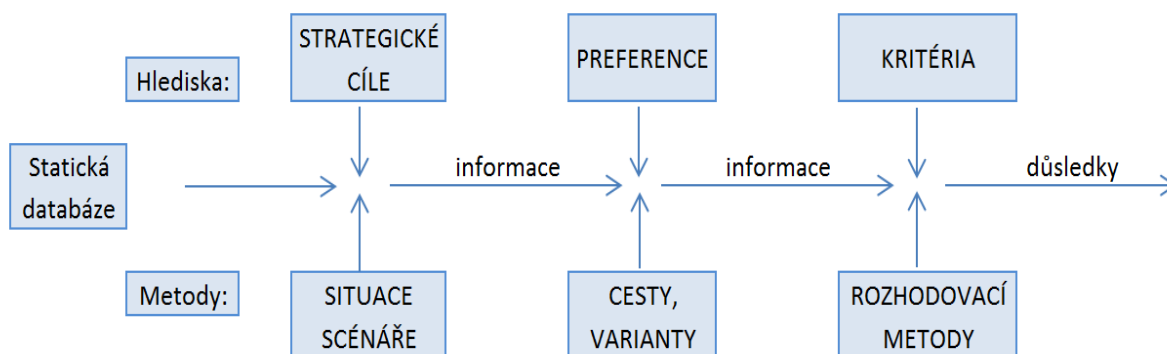 STRATEGICKÉ
CÍLE
PREFERENCE
KRITÉRIA
Hlediska:
Statická
databáze
informace
informace
důsledky
Metody:
SITUACE
SCÉNÁŘE
CESTY,
VARIANTY
ROZHODOVACÍ
METODY